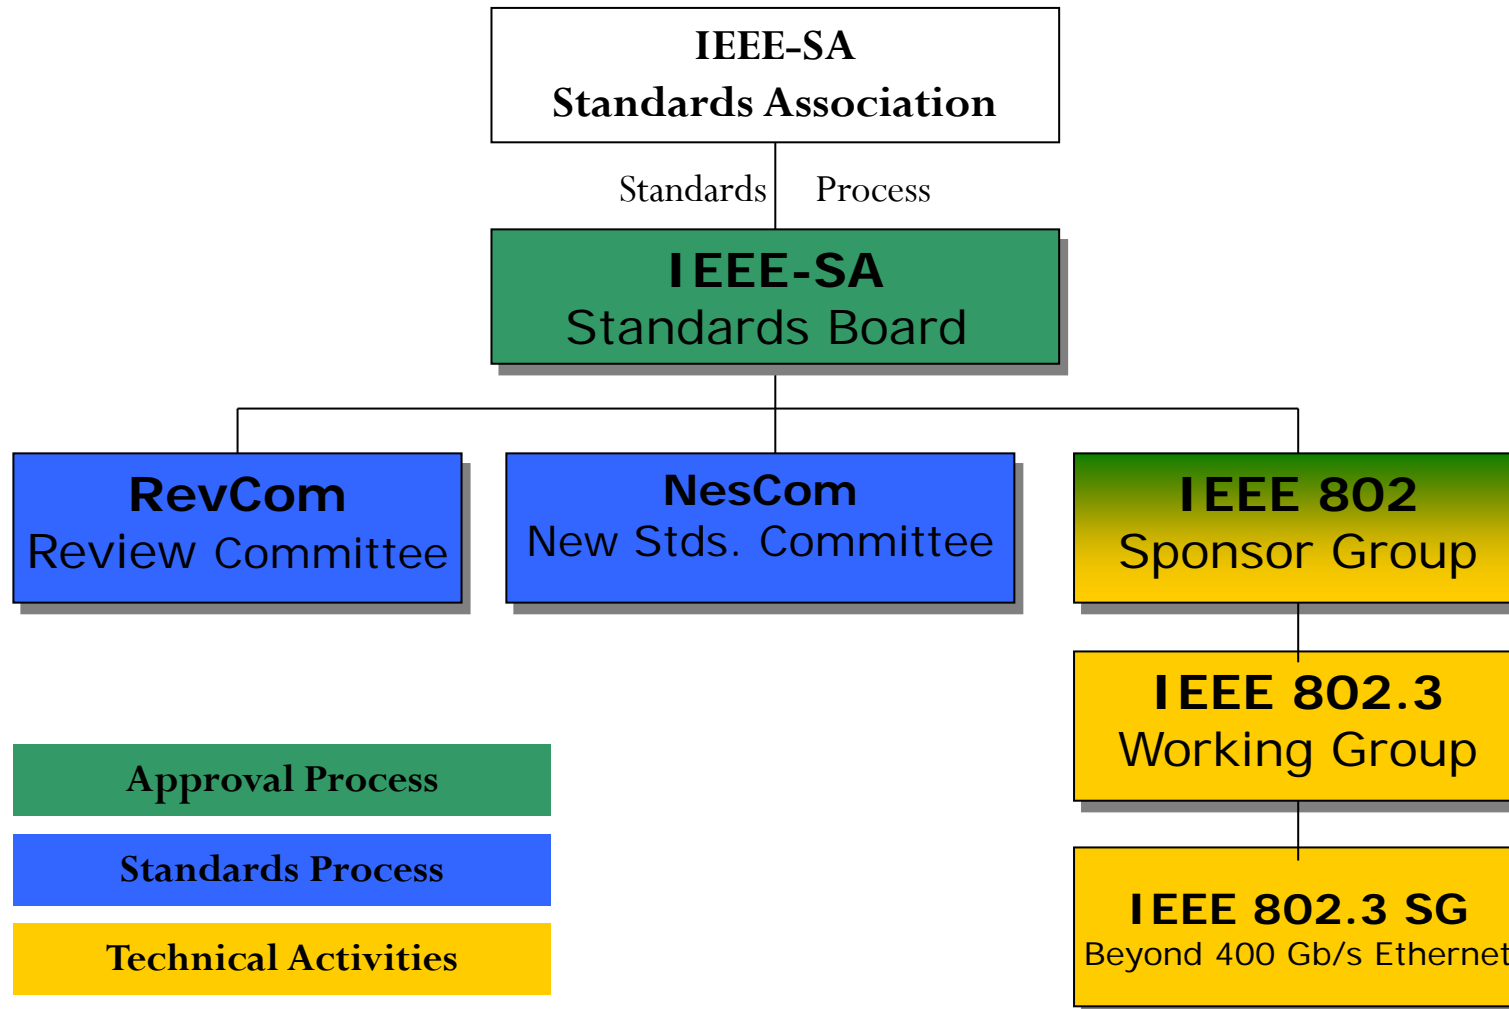 IEEE-SA
Standards Association
Standards Process
IEEE-SA
Standards Board
RevCom
Review Committee
NesCom
New Stds. Committee
IEEE 802
Sponsor Group
IEEE 802.3
Working Group
IEEE 802.3 SG
Beyond 400 Gb/s Ethernet
Approval Process
Standards Process
Technical Activities